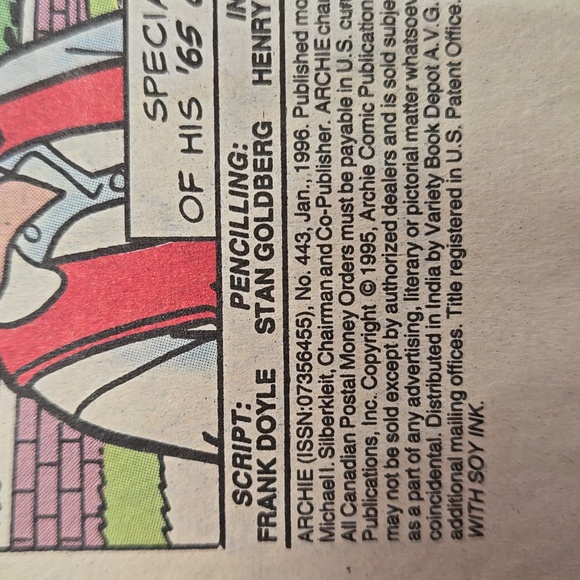 SPECIA
OF HIS '65
SCRIPT: PENCILLING: IN
FRANK DOYLE STAN GOLDBERG HENRY
ARCHIE (ISSN:07356455), No. 443, Jan., 1996. Published mo
Michael I. Silberkleit, Chairman and Co-Publisher. ARCHIE char
All Canadian Postal Money Orders must be payable in U.S. curr
Publications, Inc. Copyright © 1995, Archie Comic Publication
may not be sold except by authorized dealers and is sold subje
as a part of any advertising, literary or pictorial matter whatsoev
coincidental. Distributed in India by Variety Book Depot A.V.G.
additional mailing offices. Title registered in U.S. Patent Office.
WITH SOY INK.